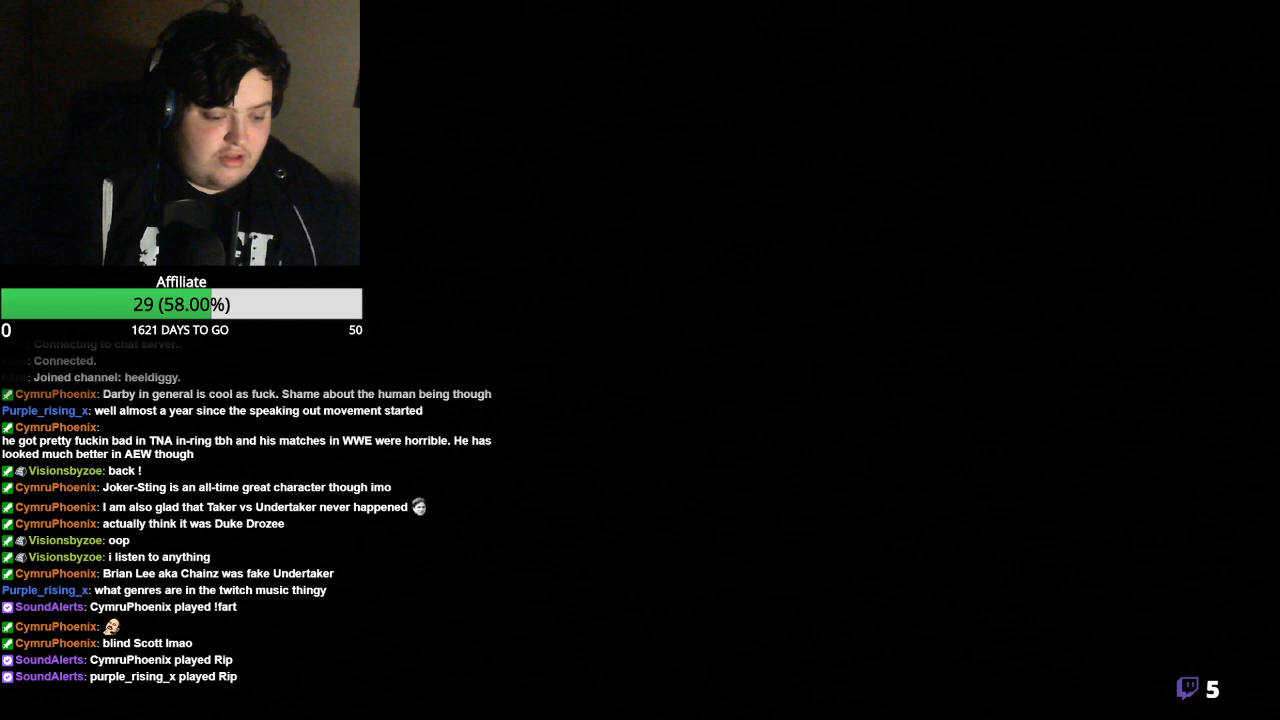 Affiliate
29 (58.00%)
0 1621 DAYS TO GO 50
: Connecting to chat server..
: Connected.
: Joined channel: heeldiggy.
CymruPhoenix: Darby in general is cool as fuck. Shame about the human being though
Purple_rising_x: well almost a year since the speaking out movement started
CymruPhoenix:
he got pretty fuckin bad in TNA in-ring tbh and his matches in WWE were horrible. He has
looked much better in AEW though
Visionsbyzoe: back !
CymruPhoenix: Joker-Sting is an all-time great character though imo
CymruPhoenix: I am also glad that Taker vs Undertaker never happened
CymruPhoenix: actually think it was Duke Drozee
Visionsbyzoe: oop
Visionsbyzoe: i listen to anything
CymruPhoenix: Brian Lee aka Chainz was fake Undertaker
Purple_rising_x: what genres are in the twitch music thingy
SoundAlerts: CymruPhoenix played !fart
CymruPhoenix:
CymruPhoenix: blind Scott lmao
SoundAlerts: CymruPhoenix played Rip
SoundAlerts: purple_rising_x played Rip
5